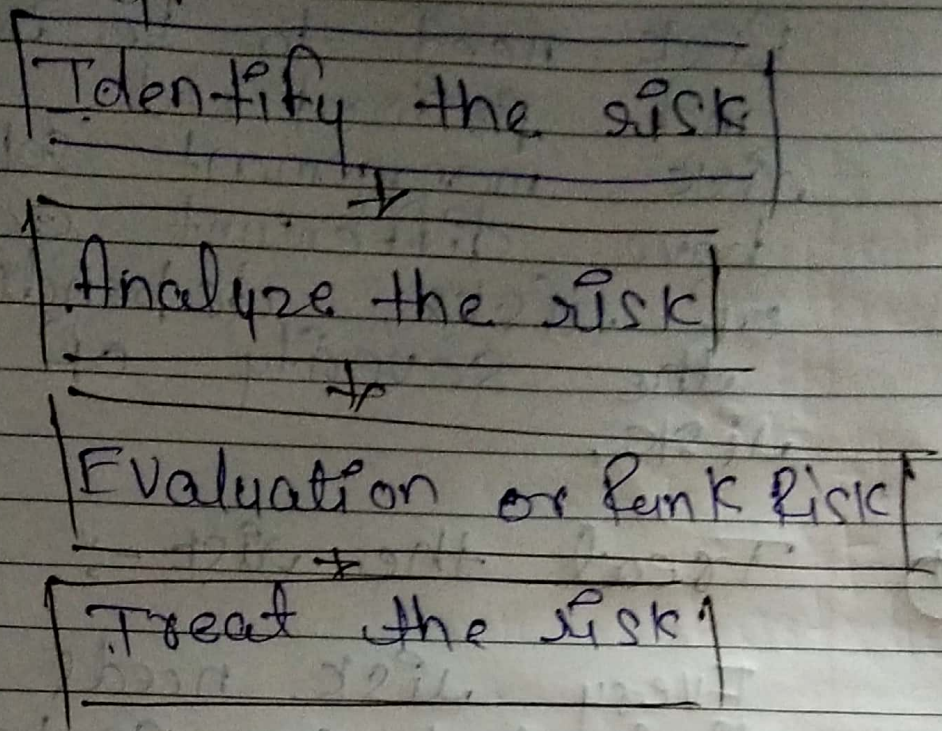 Identify the risk
Analyze the risk
Evaluation or Rank Risk
Treat the risk